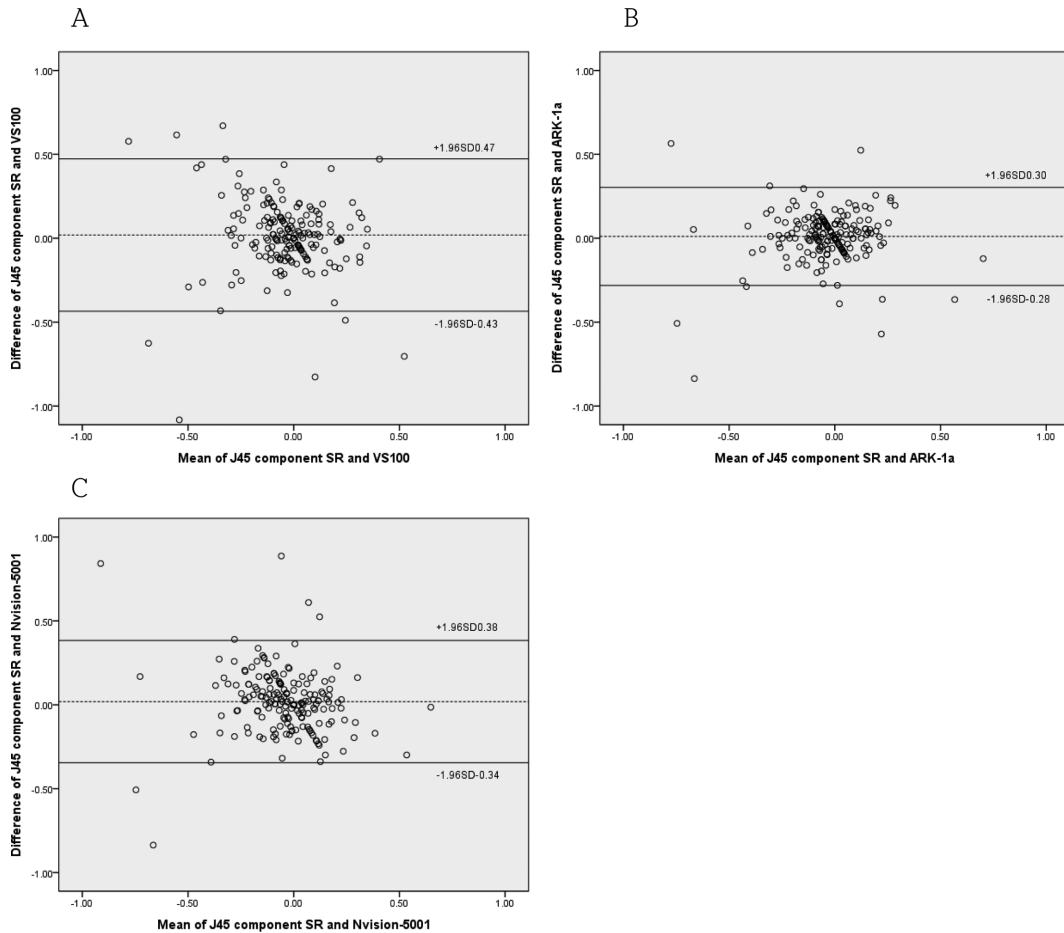 A
Difference of J45 component SR and VS100
1.00
0.50
0.00
-0.50
-1.00
+1.96SD0.47
-1.96SD-0.43
-1.00
-0.50
0.00
0.50
1.00
Mean of J45 component SR and VS100
B
Difference of J45 component SR and ARK-1a
1.00
0.50
0.00
-0.50
-1.00
+1.96SD0.30
-1.96SD-0.28
-1.00
-0.50
0.00
0.50
1.00
Mean of J45 component SR and ARK-1a
C
Difference of J45 component SR and Nvision-5001
1.00
0.50
0.00
-0.50
-1.00
+1.96SD0.38
-1.96SD-0.34
-1.00
-0.50
0.00
0.50
1.00
Mean of J45 component SR and Nvision-5001